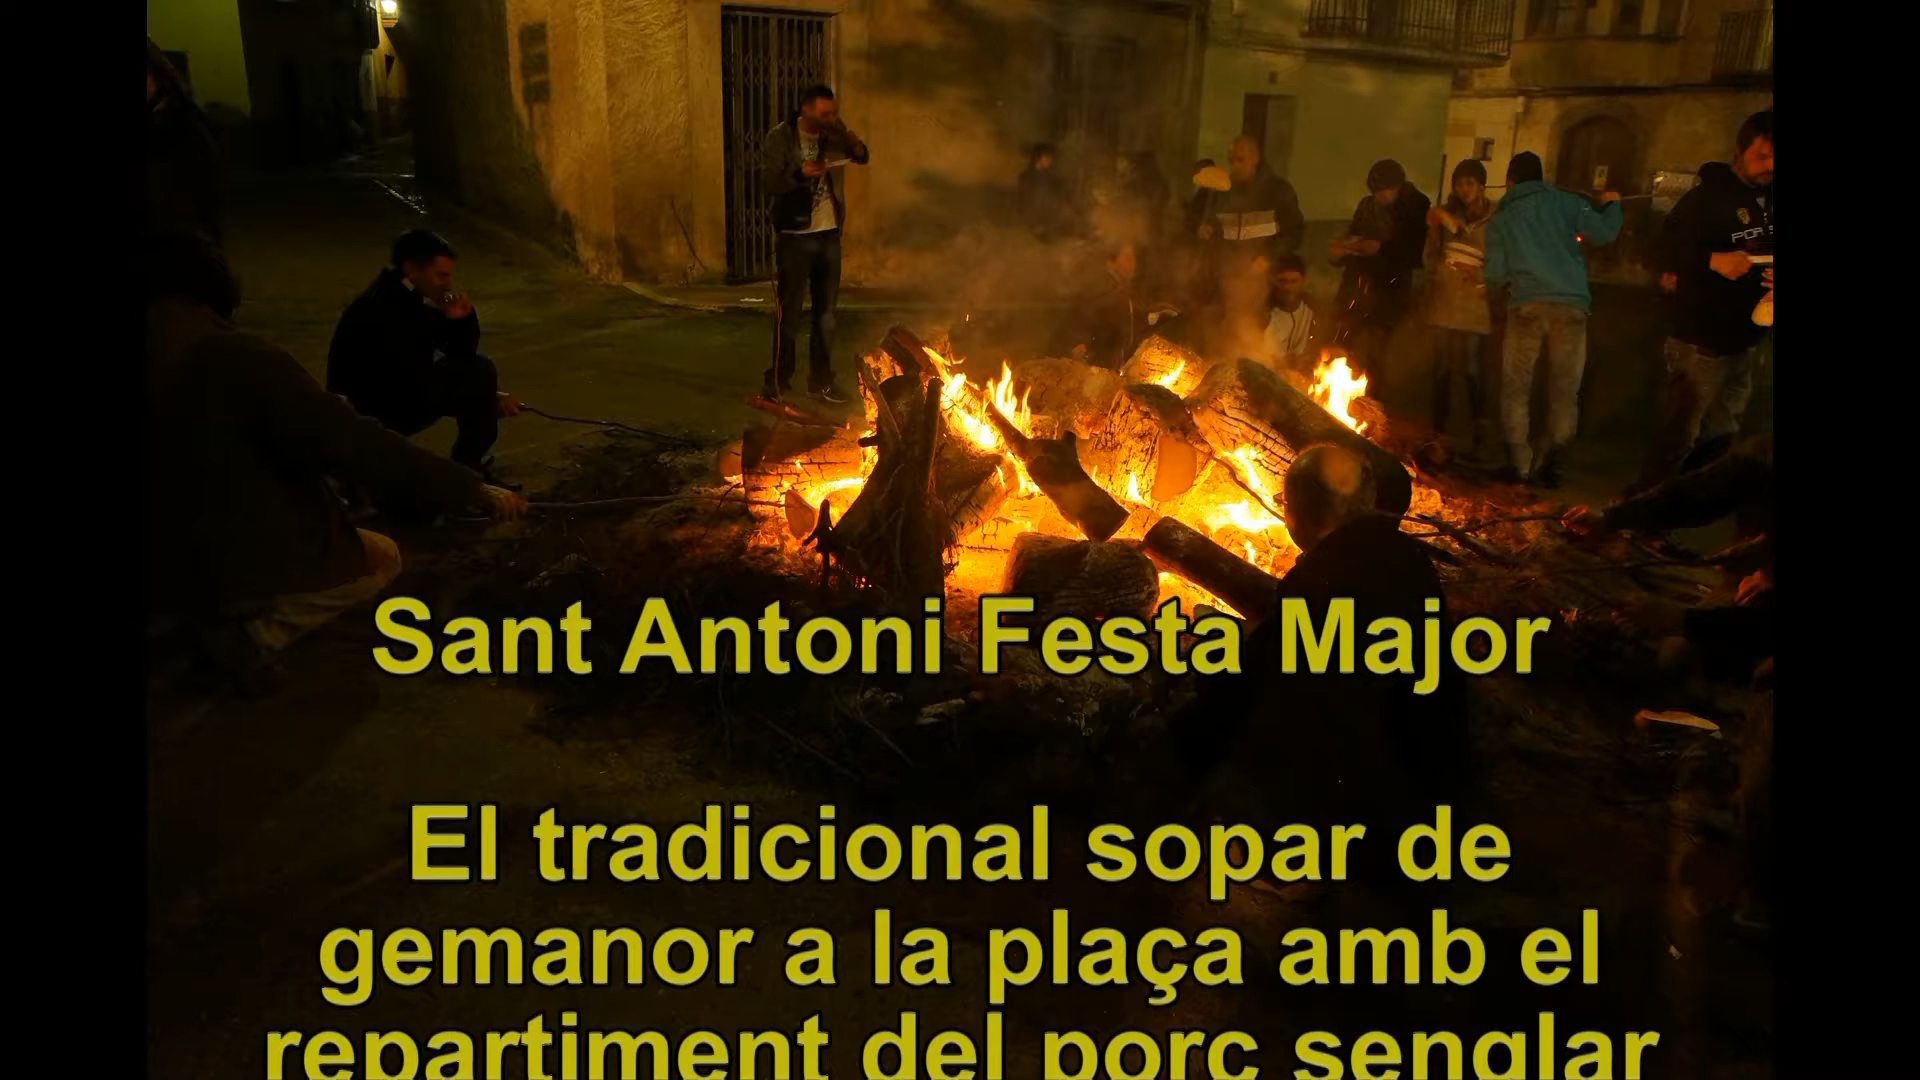 Sant Antoni Festa Major
El tradicional sopar de
gemanor a la plaça amb el
repartiment del porc senglar